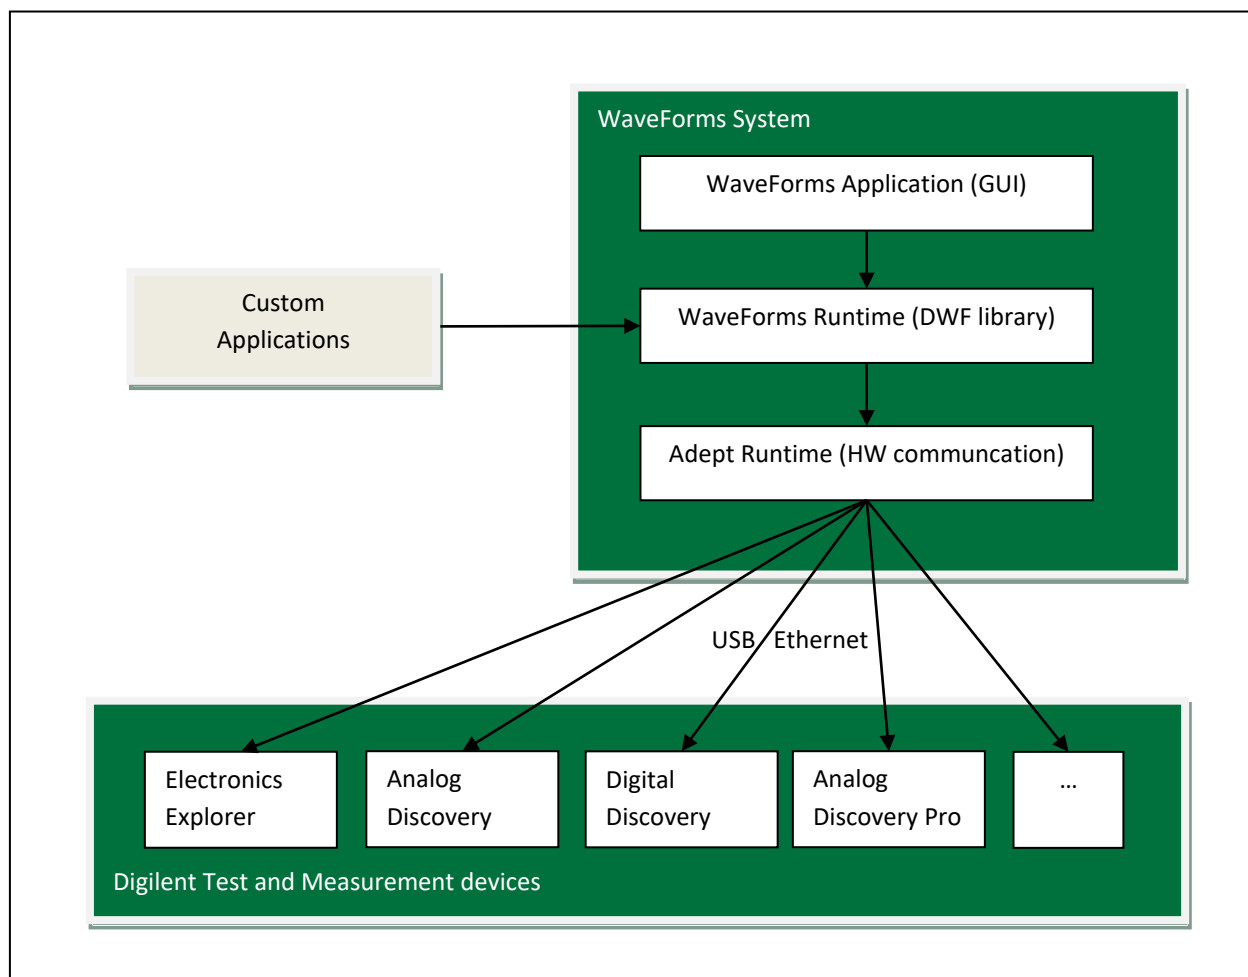 WaveForms System
WaveForms Application (GUI)
Custom
Applications
WaveForms Runtime (DWF library)
Adept Runtime (HW communcation)
USB
Ethernet
Electronics
Explorer
Analog
Discovery
Digital
Discovery
Analog
Discovery Pro
...
Digilent Test and Measurement devices